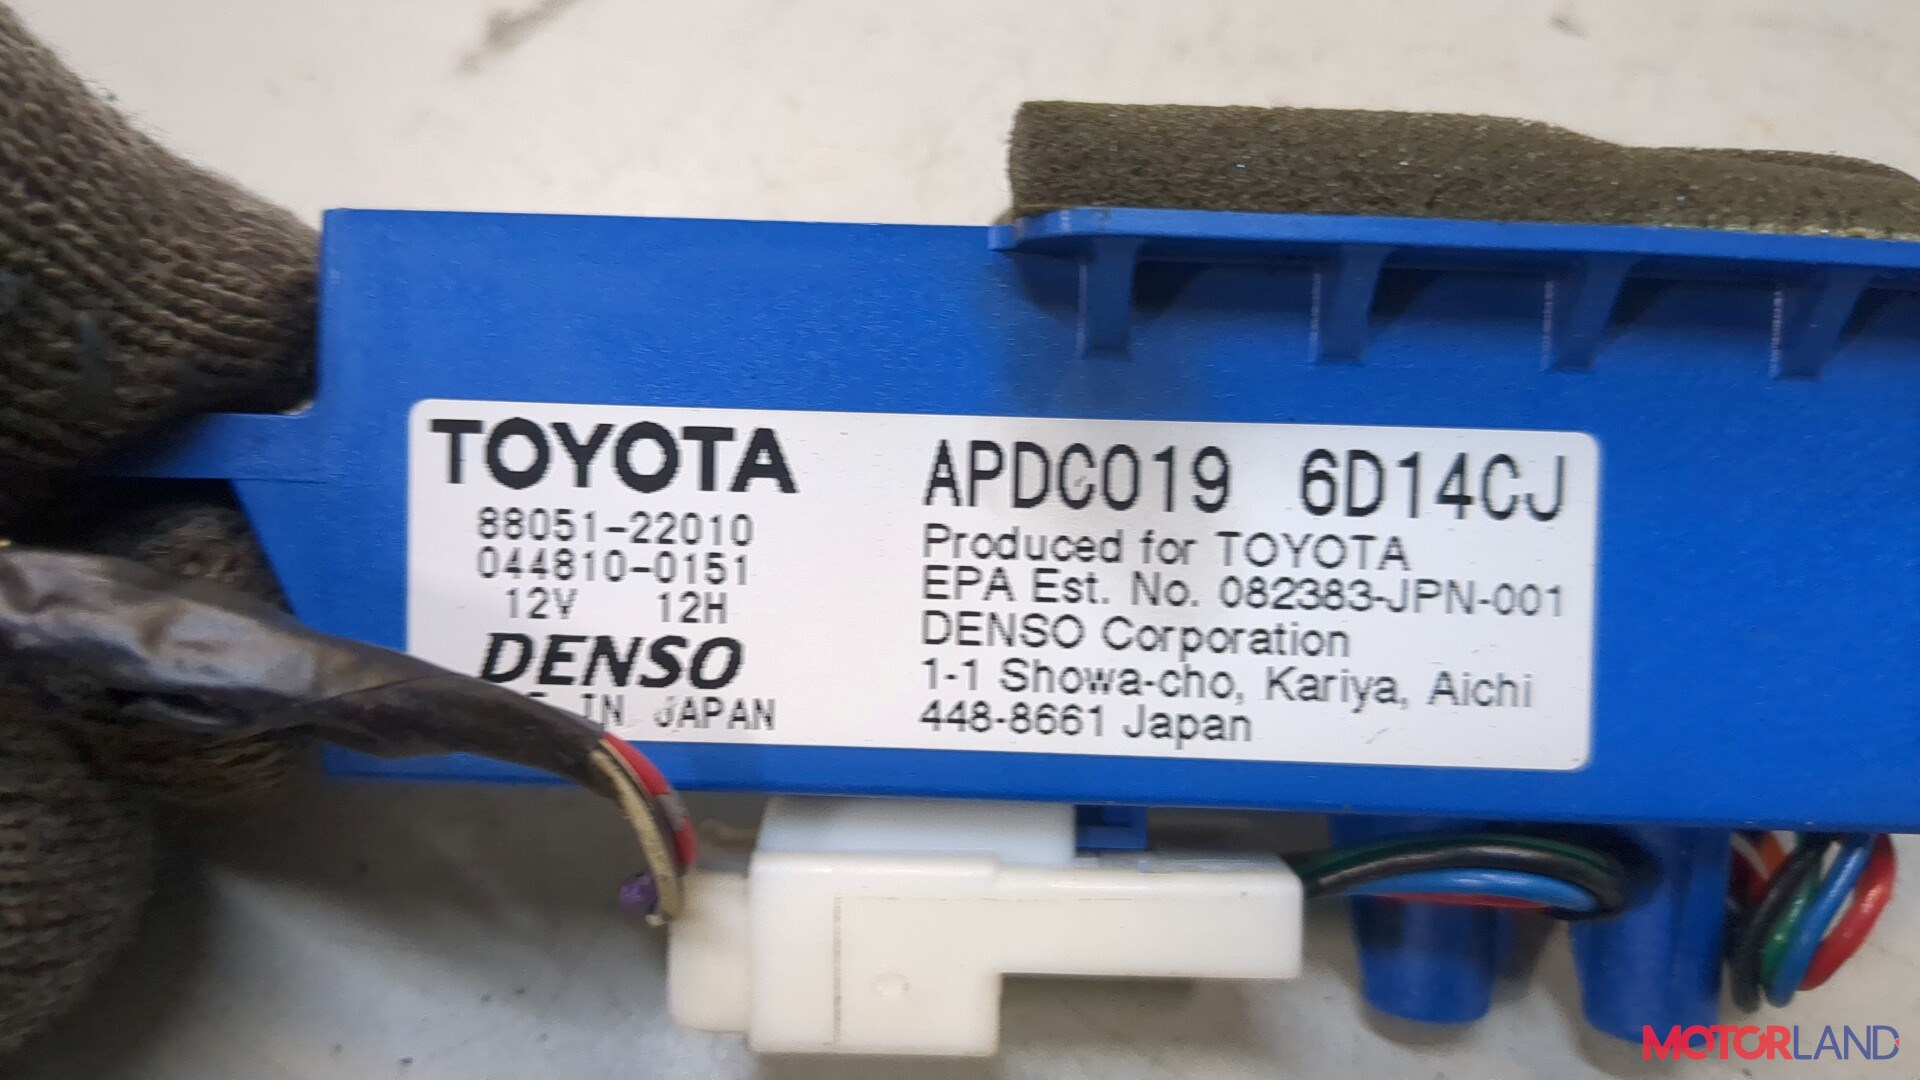 TOYOTA
88051-22010
044810-0151
12V 12H
DENSO
IN JAPAN
APDC019 6D14CJ
Produced for TOYOTA
EPA Est. No. 082383-JPN-001
DENSO Corporation
1-1 Showa-cho, Kariya, Aichi
448-8661 Japan
MOTORLAND